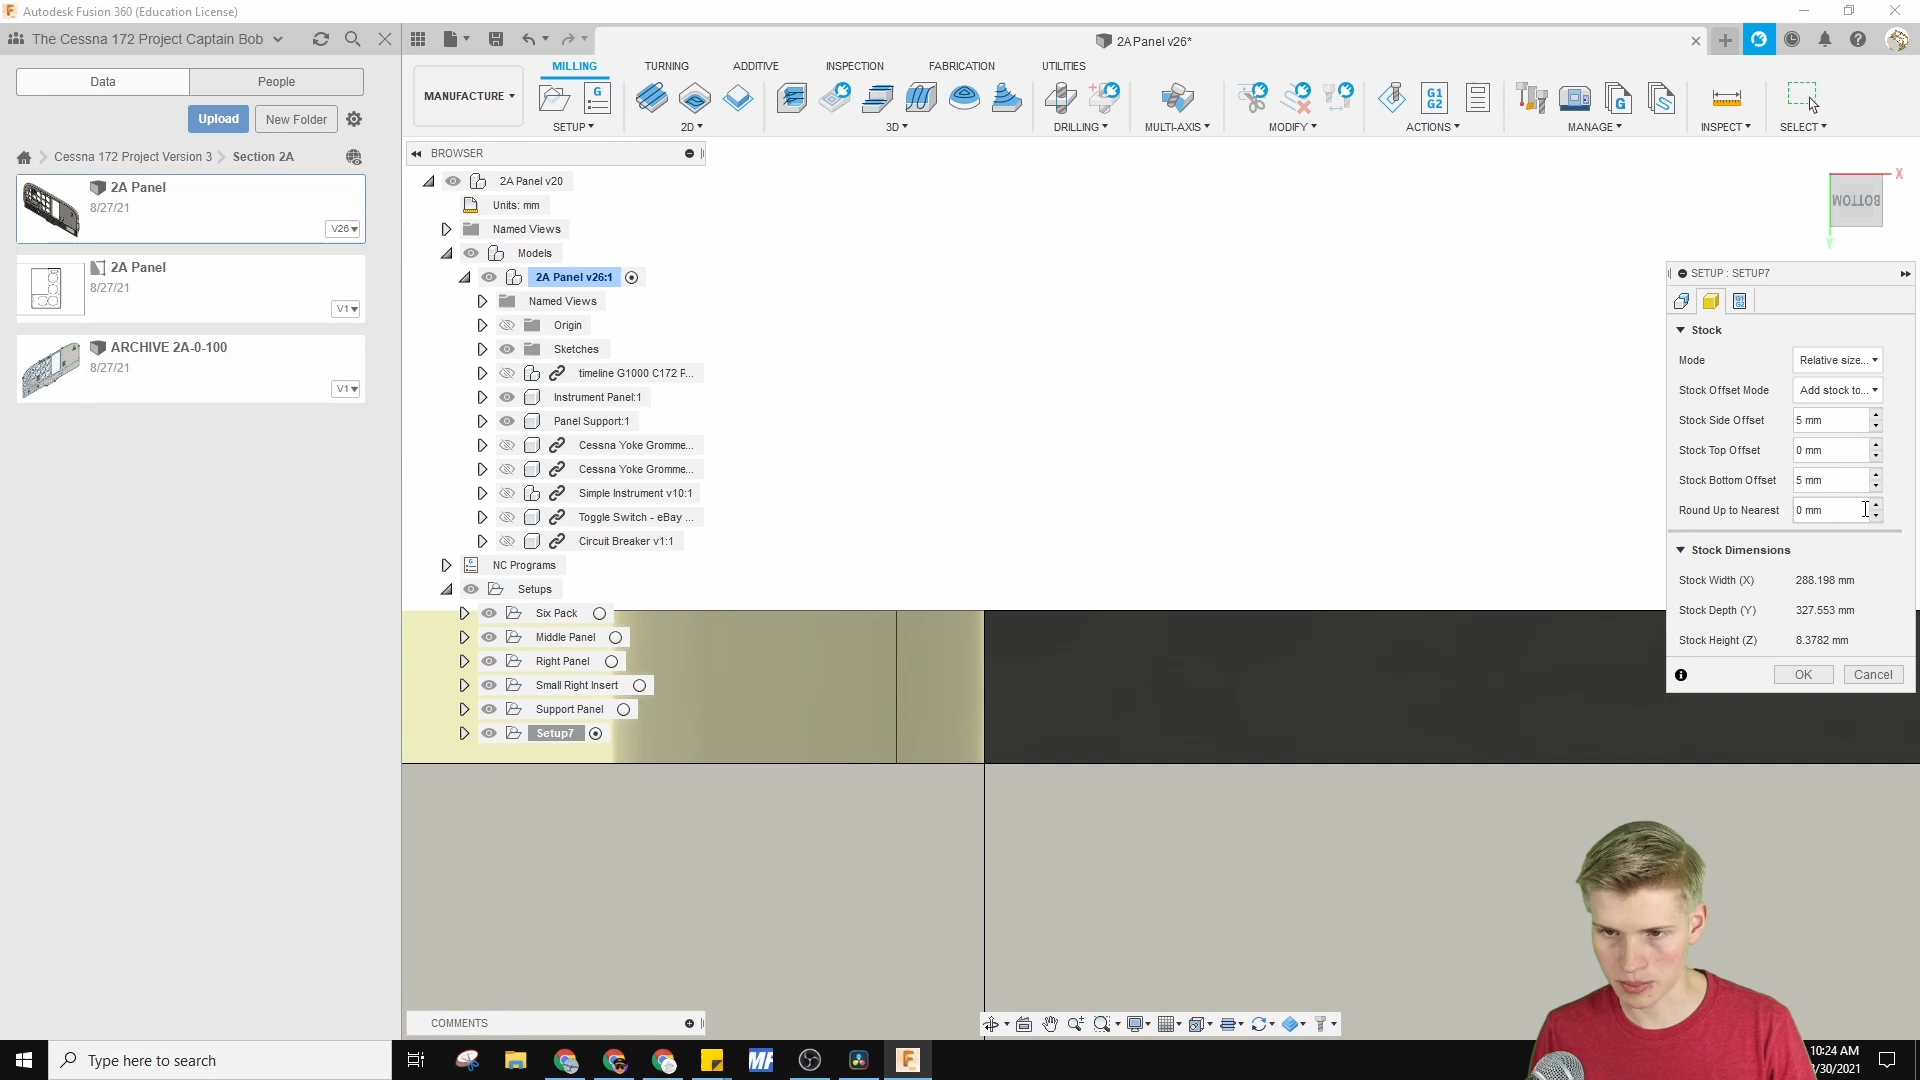 Autodesk Fusion 360 (Education License)
The Cessna 172 Project Captain Bob
2A Panel v26*
Data
People
Upload
New Folder
Cessna 172 Project Version 3
Section 2A
2A Panel
8/27/21
V26
2A Panel
8/27/21
V1
ARCHIVE 2A-0-100
8/27/21
V1
MILLING
TURNING
ADDITIVE
INSPECTION
FABRICATION
UTILITIES
MANUFACTURE
G1
G2
SETUP
2D
3D
DRILLING
MULTI-AXIS
MODIFY
ACTIONS
MANAGE
INSPECT
SELECT
BROWSER
2A Panel v20
Units: mm
Named Views
Models
2A Panel v26:1
Named Views
Origin
Sketches
timeline G1000 C172 F...
Instrument Panel:1
Panel Support:1
Cessna Yoke Gromme...
Cessna Yoke Gromme...
Simple Instrument v10:1
Toggle Switch - eBay ...
Circuit Breaker v1:1
NC Programs
Setups
Six Pack
Middle Panel
Right Panel
Small Right Insert
Support Panel
Setup7
X
BOTTOM
Y
SETUP : SETUP7
Stock
Mode
Relative size...
Stock Offset Mode
Add stock to...
Stock Side Offset
5 mm
Stock Top Offset
0 mm
Stock Bottom Offset
5 mm
Round Up to Nearest
0 mm
Stock Dimensions
Stock Width (X)
288.198 mm
Stock Depth (Y)
327.553 mm
Stock Height (Z)
8.3782 mm
OK
Cancel
COMMENTS
Type here to search
MF
F
10:24 AM
/30/2021